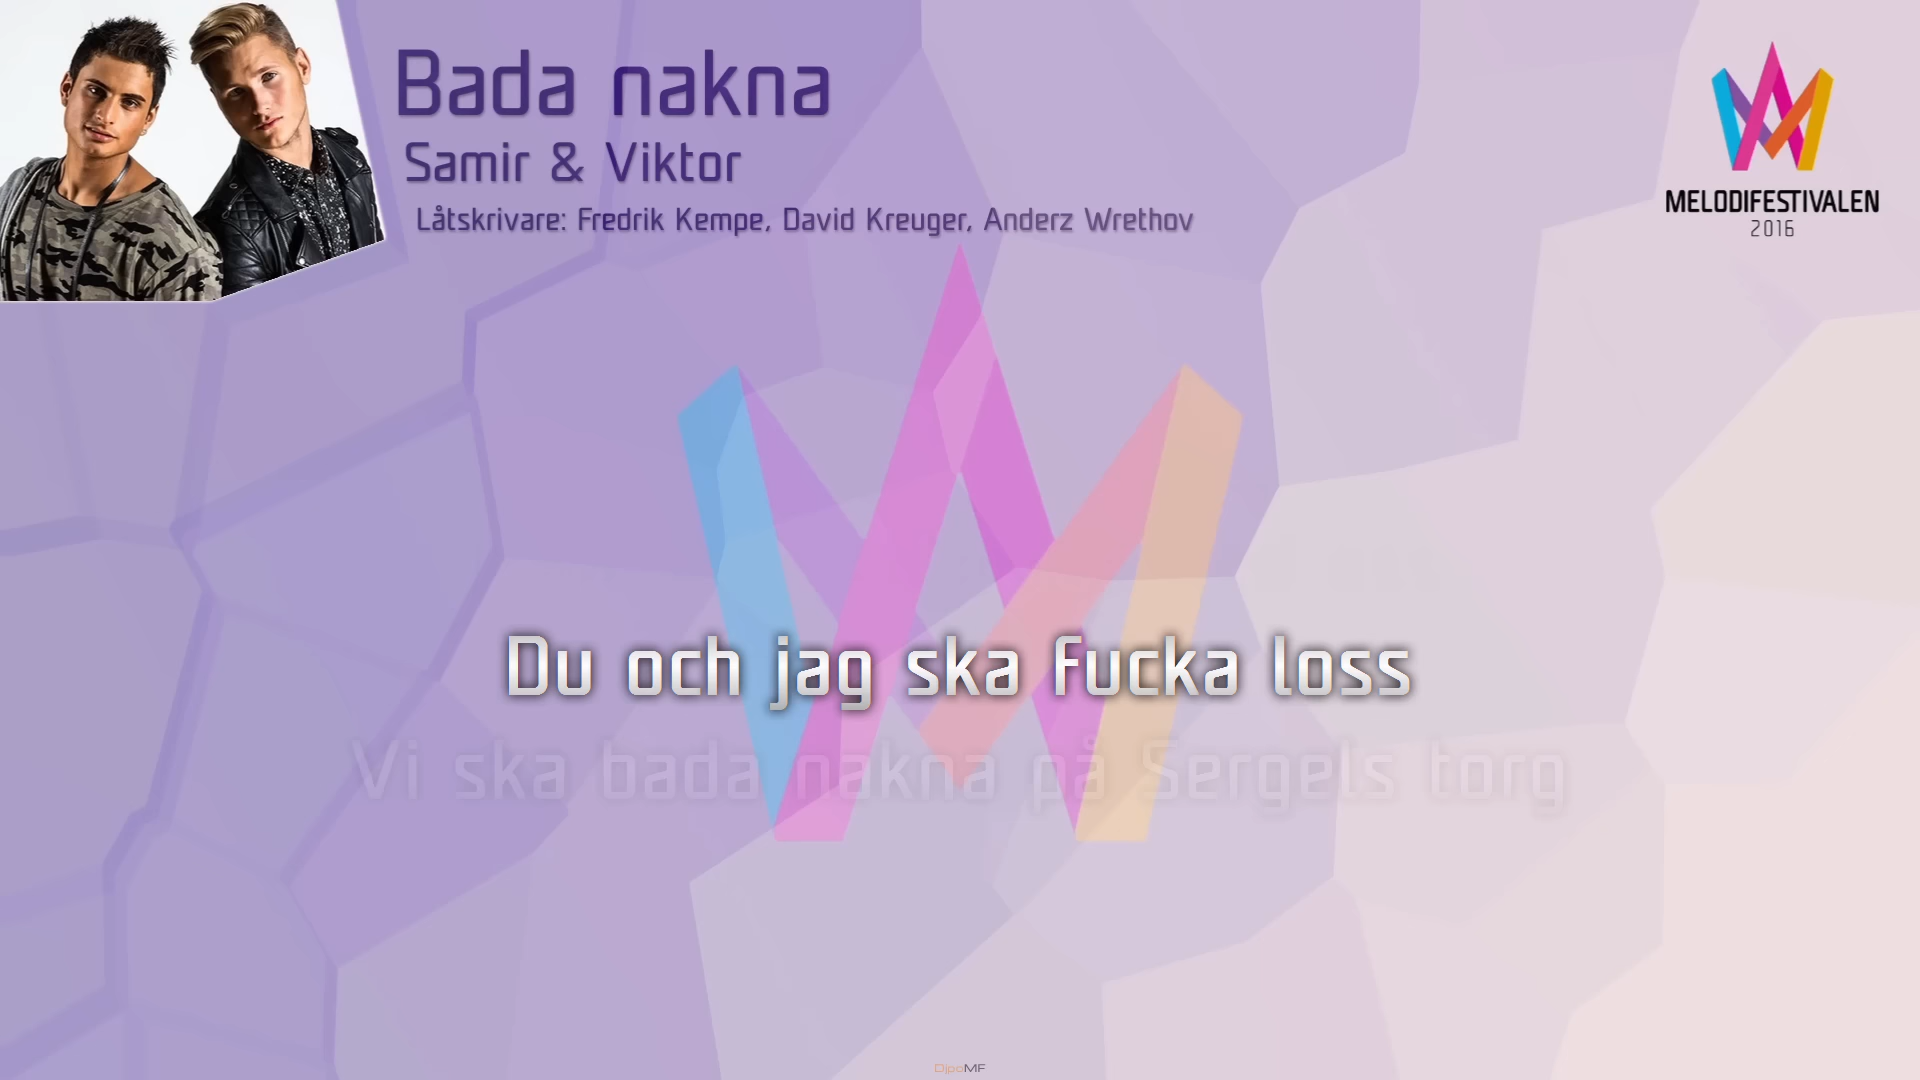 Bada nakna
Samir & Viktor
Låtskrivare: Fredrik Kempe, David Kreuger, Anderz Wrethov
MELODIFESTIVALEN
2016
Du och jag ska fucka loss
Vi ska bada nakna på Sergels torg
DjpoMF